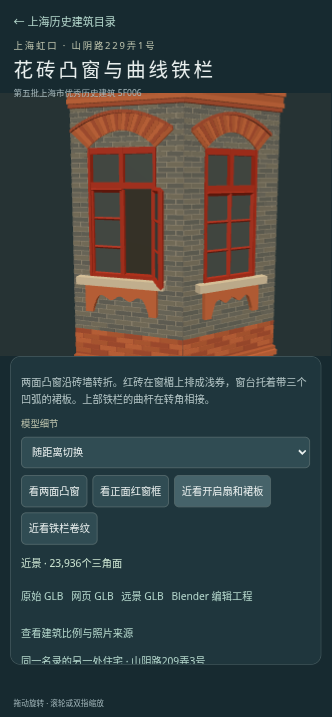 ← 上海历史建筑目录
上海虹口 · 山阴路229弄1号
花砖凸窗与曲线铁栏
第五批上海市优秀历史建筑 5F006
两面凸窗沿砖墙转折。红砖在窗楣上排成浅券，窗台托着带三个
凹弧的裙板。上部铁栏的曲杆在转角相接。
模型细节
随距离切换
看两面凸窗
看正面红窗框
近看开启扇和裙板
近看铁栏卷纹
近景 · 23,936个三角面
原始 GLB 网页 GLB 远景 GLB Blender 编辑工程
查看建筑比例与照片来源
同一名录的另一处住宅 · 山阴路209弄3号
拖动旋转 · 滚轮或双指缩放